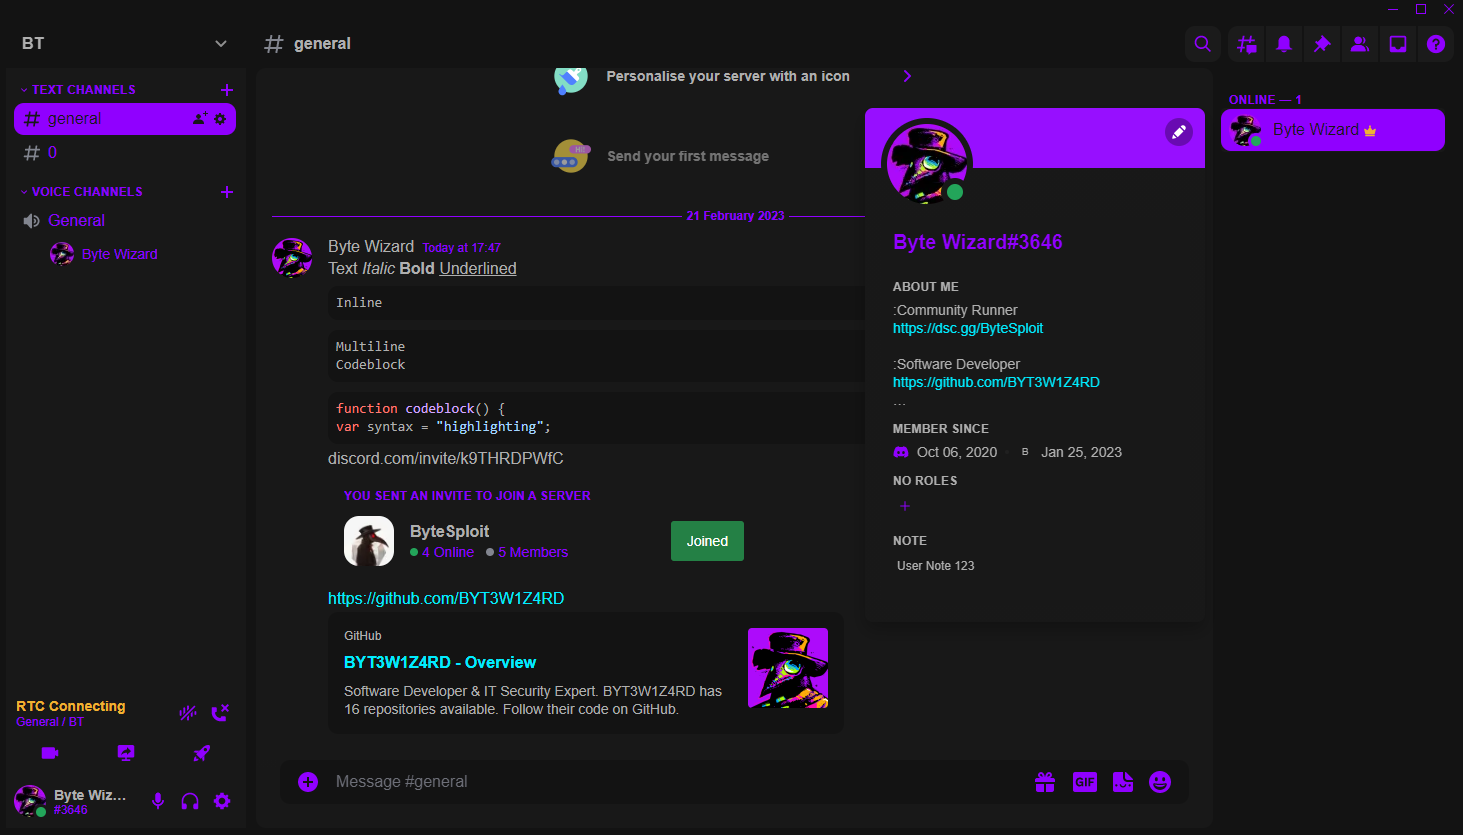 BT
general
TEXT CHANNELS
general
0
VOICE CHANNELS
General
Byte Wizard
RTC Connecting
General / BT
Byte Wiz...
#3646
Personalise your server with an icon
Send your first message
21 February 2023
Byte Wizard Today at 17:47
Text Italic Bold Underlined
Inline
Multiline
Codeblock
function codeblock() {
var syntax = "highlighting";
discord.com/invite/k9THRDPWfC
YOU SENT AN INVITE TO JOIN A SERVER
ByteSploit
4 Online 5 Members
Joined
https://github.com/BYT3W1Z4RD
GitHub
BYT3W1Z4RD - Overview
Software Developer & IT Security Expert. BYT3W1Z4RD has
16 repositories available. Follow their code on GitHub.
Message #general
GIF
Byte Wizard#3646
ABOUT ME
:Community Runner
https://dsc.gg/ByteSploit
:Software Developer
https://github.com/BYT3W1Z4RD
...
MEMBER SINCE
Oct 06, 2020 B Jan 25, 2023
NO ROLES
NOTE
User Note 123
ONLINE — 1
Byte Wizard